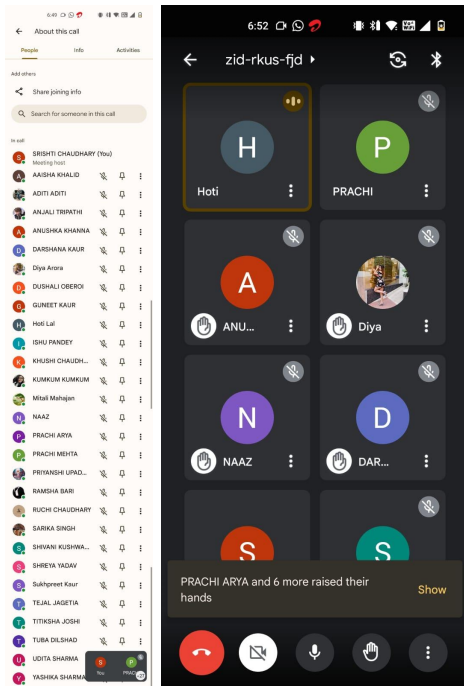 6:49
About this call
People
Info
Activities
Add others
Share joining info
Search for someone in this call
In call
S
SRISHTI CHAUDHARY (You)
Meeting host
AAISHA KHALID
ADITI ADITI
ANJALI TRIPATHI
A
ANUSHKA KHANNA
D
DARSHANA KAUR
Diya Arora
D
DUSHALI OBEROI
G
GUNEET KAUR
H
Hoti Lal
I
ISHU PANDEY
K
KHUSHI CHAUDH...
KUMKUM KUMKUM
Mitali Mahajan
N
NAAZ
P
PRACHI ARYA
P
PRACHI MEHTA
PRIYANSHI UPAD...
RAMSHA BARI
RUCHI CHAUDHARY
SARIKA SINGH
S
SHIVANI KUSHWA...
S
SHREYA YADAV
S
Sukhpreet Kaur
T
TEJAL JAGETIA
T
TITIKSHA JOSHI
T
TUBA DILSHAD
U
UDITA SHARMA
Y
YASHIKA SHARMA
S
You
P
PRAC
6:52
zid-rkus-fjd
H
Hoti
P
PRACHI
A
ANU...
Diya
N
NAAZ
D
DAR...
S
S
PRACHI ARYA and 6 more raised their
hands
Show